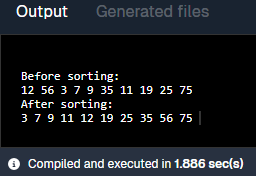 Output Generated files
Before sorting:
12 56 3 7 9 35 11 19 25 75
After sorting:
3 7 9 11 12 19 25 35 56 75
Compiled and executed in 1.886 sec(s)